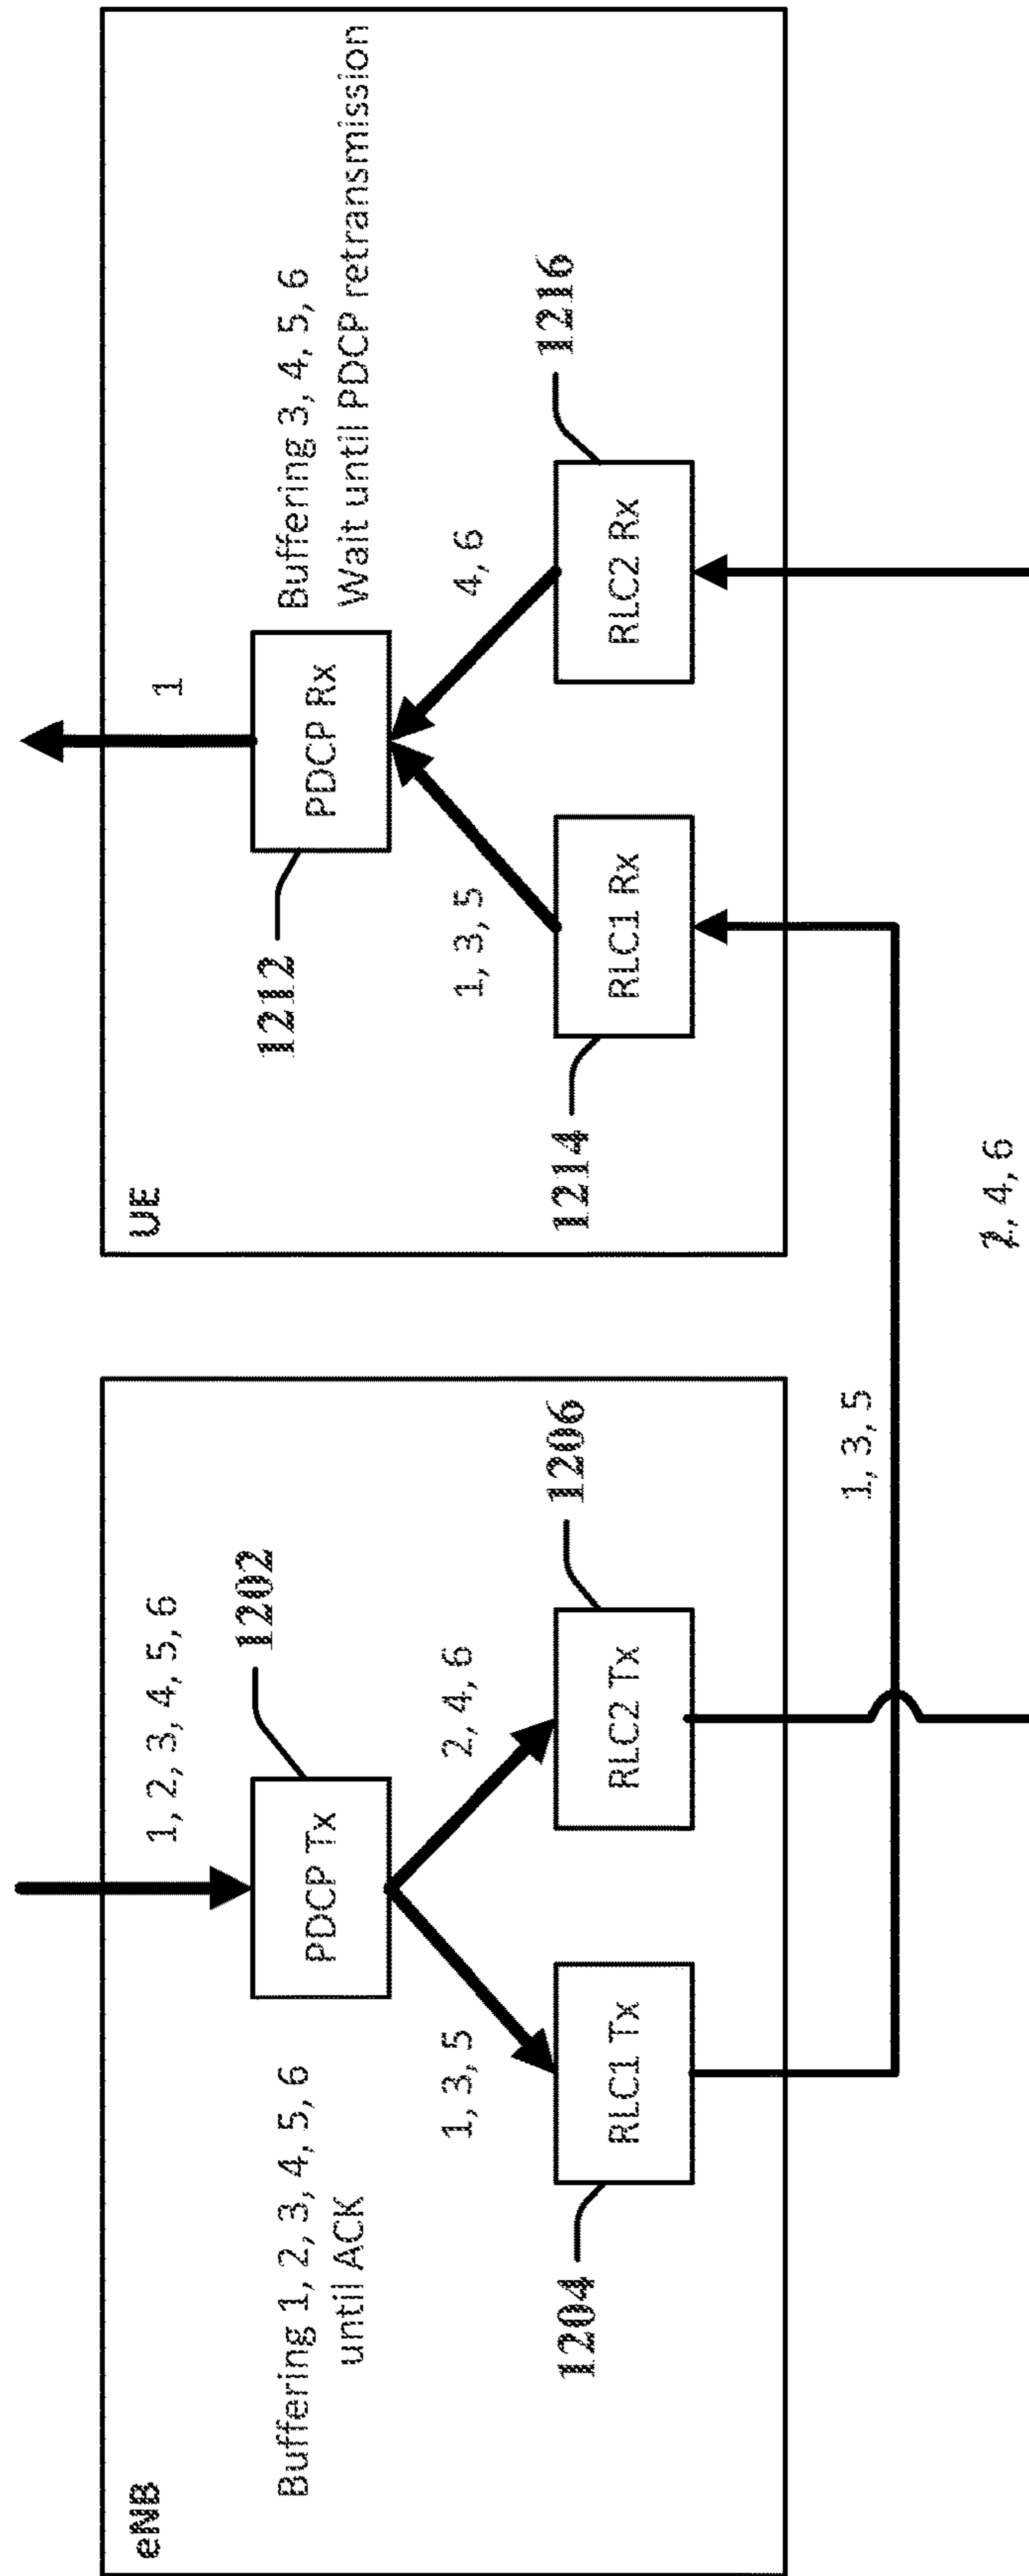 eNB
1, 2, 3, 4, 5, 6
1202
Buffering 1, 2, 3, 4, 5, 6
until ACK
PDCP Tx
1, 3, 5
2, 4, 6
1204
RLC1 Tx
RLC2 Tx
1206
UE
1
1212
PDCP Rx
Buffering 3, 4, 5, 6
Wait until PDCP retransmission
1, 3, 5
4, 6
1214
RLC1 Rx
RLC2 Rx
1216
1, 3, 5
2, 4, 6